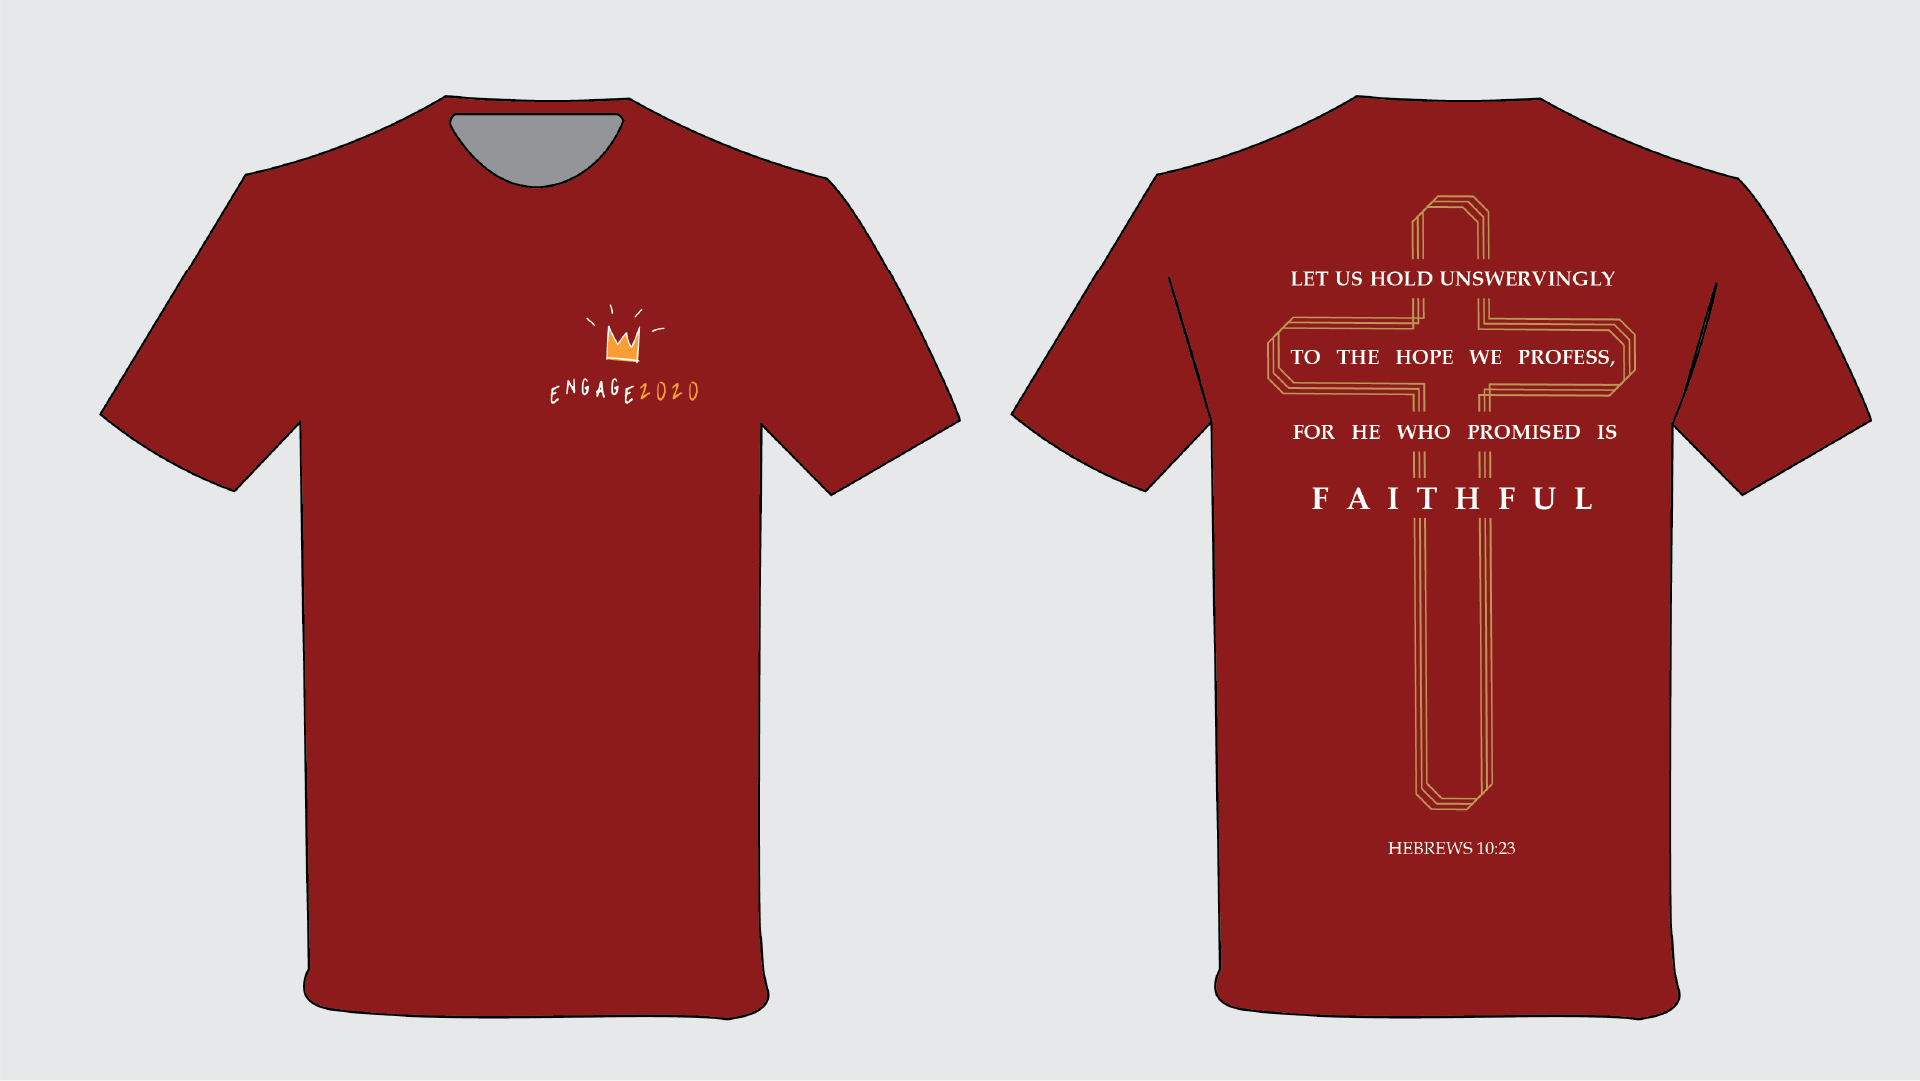 ENGAGE2020
LET US HOLD UNSWERVINGLY
TO THE HOPE WE PROFESS,
FOR HE WHO PROMISED IS
FAITHFUL
HEBREWS 10:23